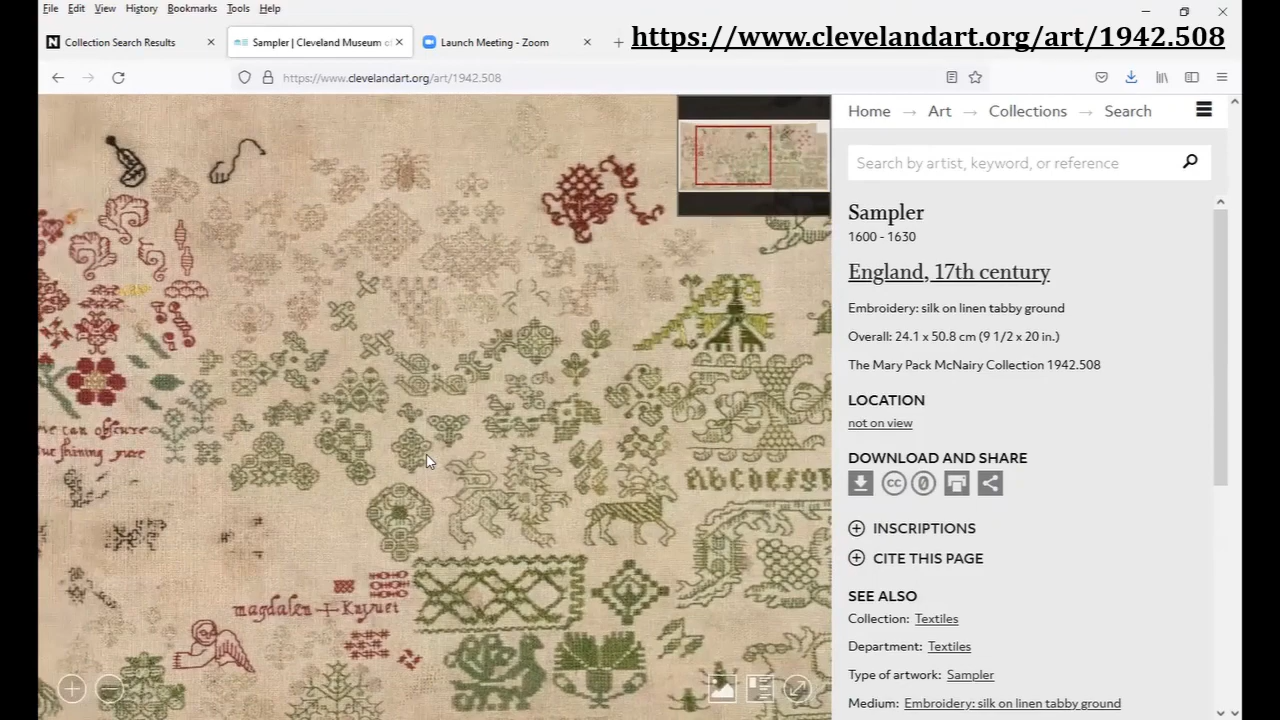 File Edit View History Bookmarks Tools Help
Collection Search Results
Sampler | Cleveland Museum o
Launch Meeting - Zoom
https://www.clevelandart.org/art/1942.508
https://www.clevelandart.org/art/1942.508
Home → Art → Collections → Search
Search by artist, keyword, or reference
Sampler
1600 - 1630
England, 17th century
Embroidery: silk on linen tabby ground
Overall: 24.1 x 50.8 cm (9 1/2 x 20 in.)
The Mary Pack McNairy Collection 1942.508
LOCATION
not on view
DOWNLOAD AND SHARE
cc 0
INSCRIPTIONS
CITE THIS PAGE
SEE ALSO
Collection: Textiles
Department: Textiles
Type of artwork: Sampler
Medium: Embroidery: silk on linen tabby ground
can obscure
shining
magdalen